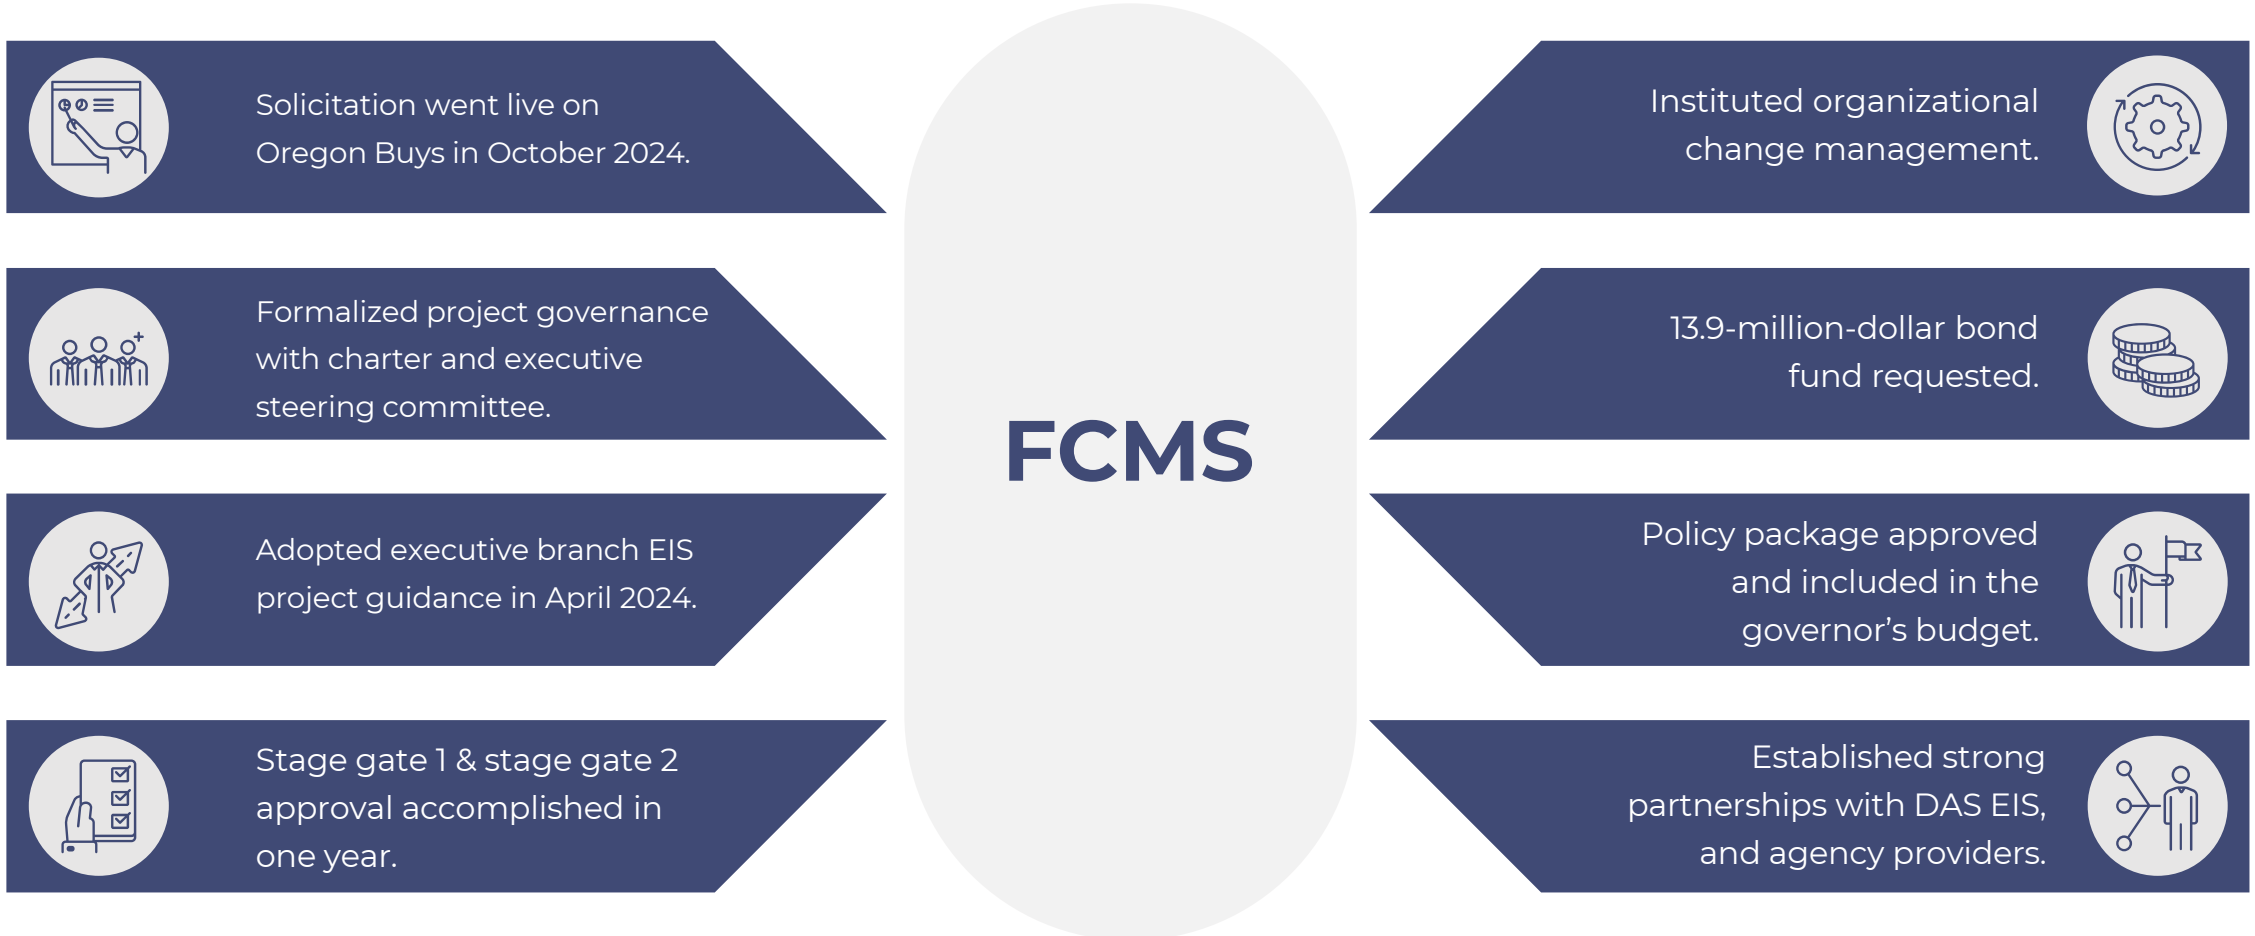 Solicitation went live on
Oregon Buys in October 2024.
Formalized project governance
with charter and executive
steering committee.
Adopted executive branch EIS
project guidance in April 2024.
Stage gate 1 & stage gate 2
approval accomplished in
one year.
FCMS
Instituted organizational
change management.
13.9-million-dollar bond
fund requested.
Policy package approved
and included in the
governor’s budget.
Established strong
partnerships with DAS EIS,
and agency providers.